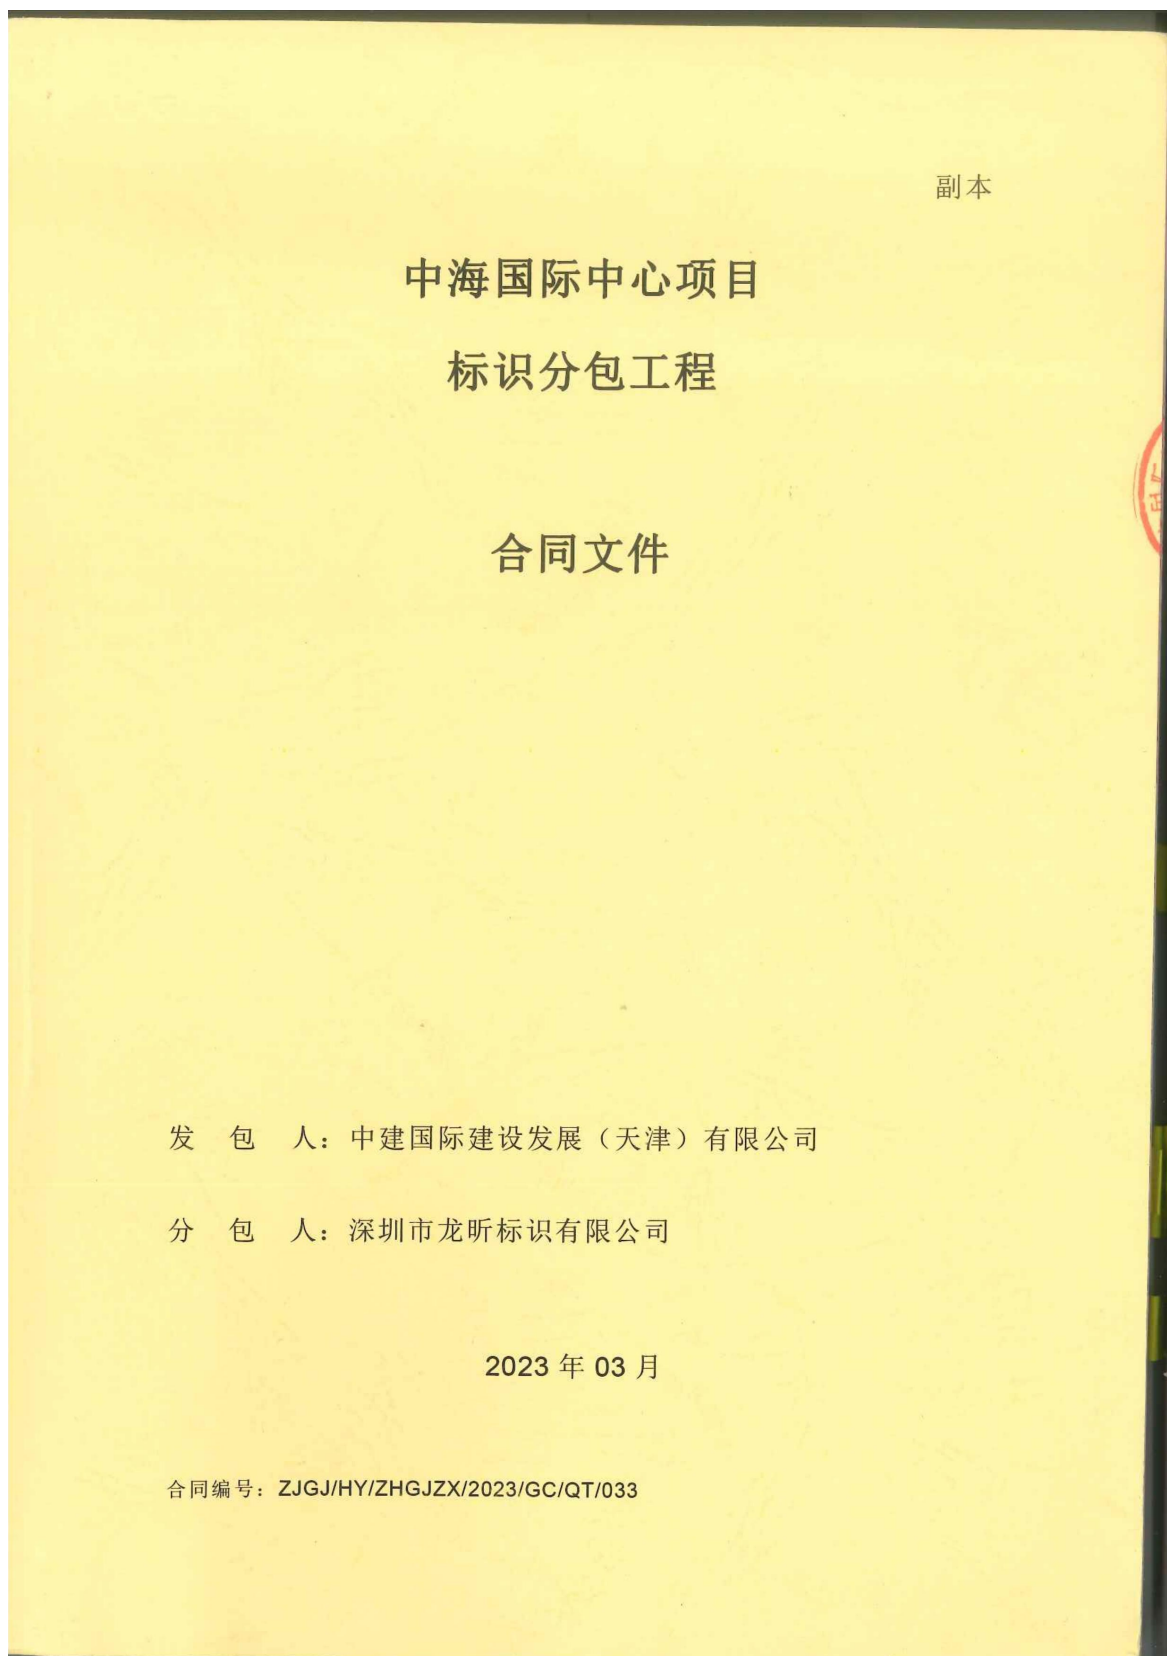 副本
中海国际中心项目
标识分包工程
合同文件
发 包 人：中建国际建设发展（天津）有限公司
分 包 人：深圳市龙昕标识有限公司
2023 年 03 月
合同编号：ZJGJ/HY/ZHGJZX/2023/GC/QT/033